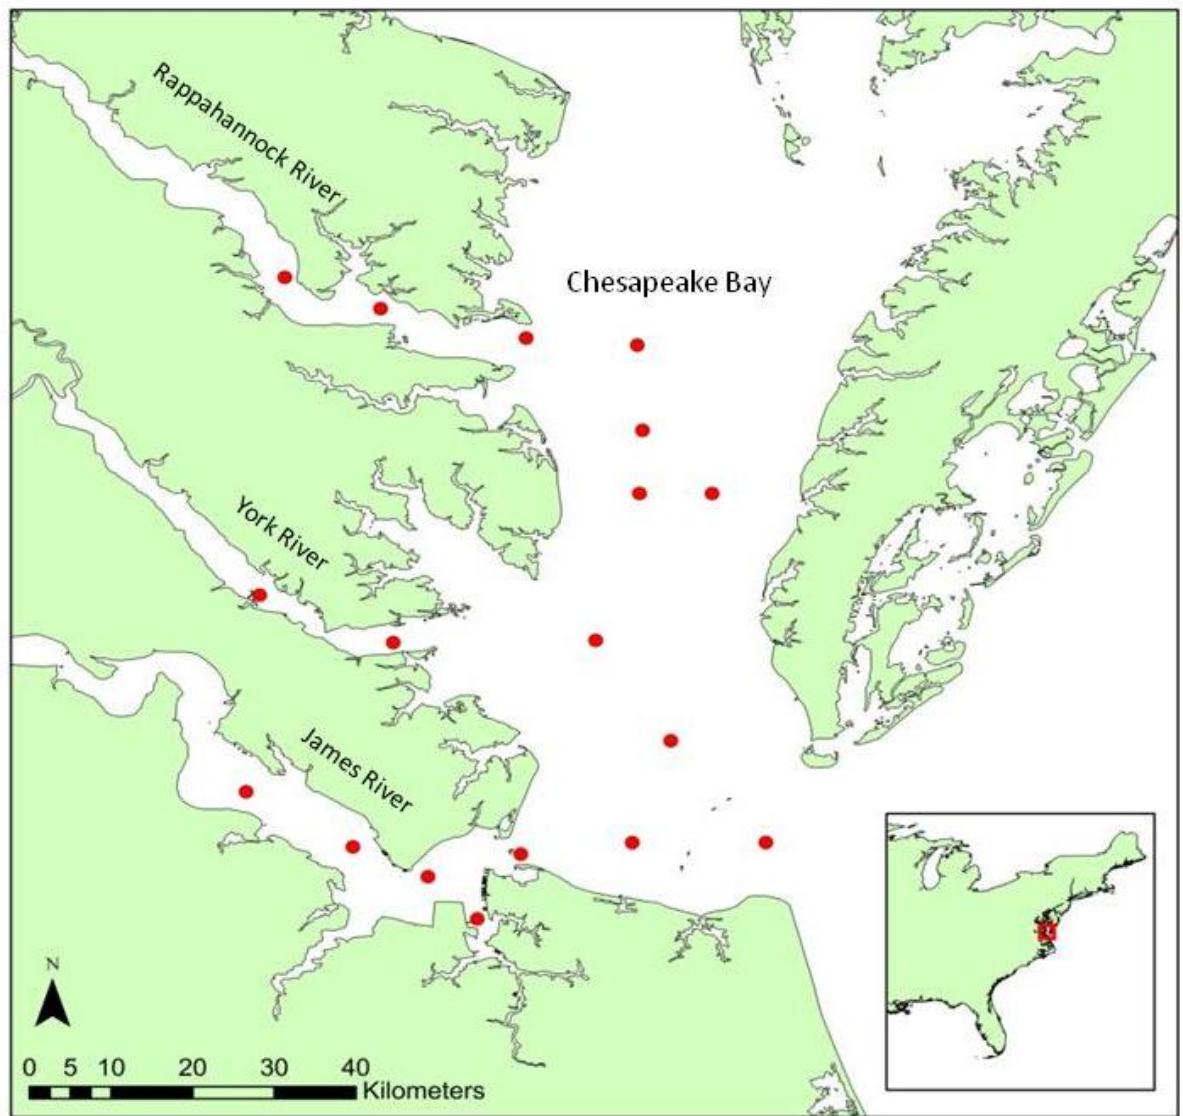 Rappahannock River
Chesapeake Bay
York River
James River
N
0 5 10 20 30 40
Kilometers